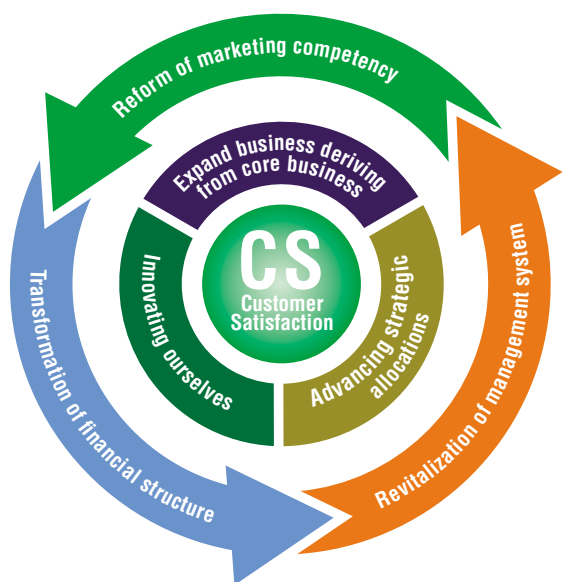 Reform of marketing competency
Expand business deriving
from core business
CS
Customer
Satisfaction
Innovating ourselves
Advancing strategic
allocations
Transformation of financial structure
Revitalization of management system